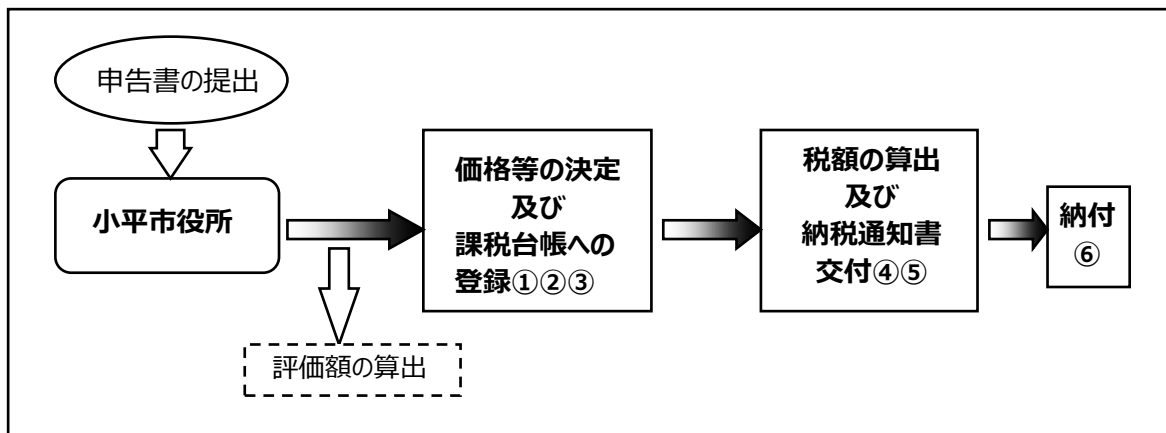 申告書の提出
小平市役所
評価額の算出
価格等の決定
及び
課税台帳への
登録①②③
税額の算出
及び
納税通知書
交付④⑤
納付
⑥